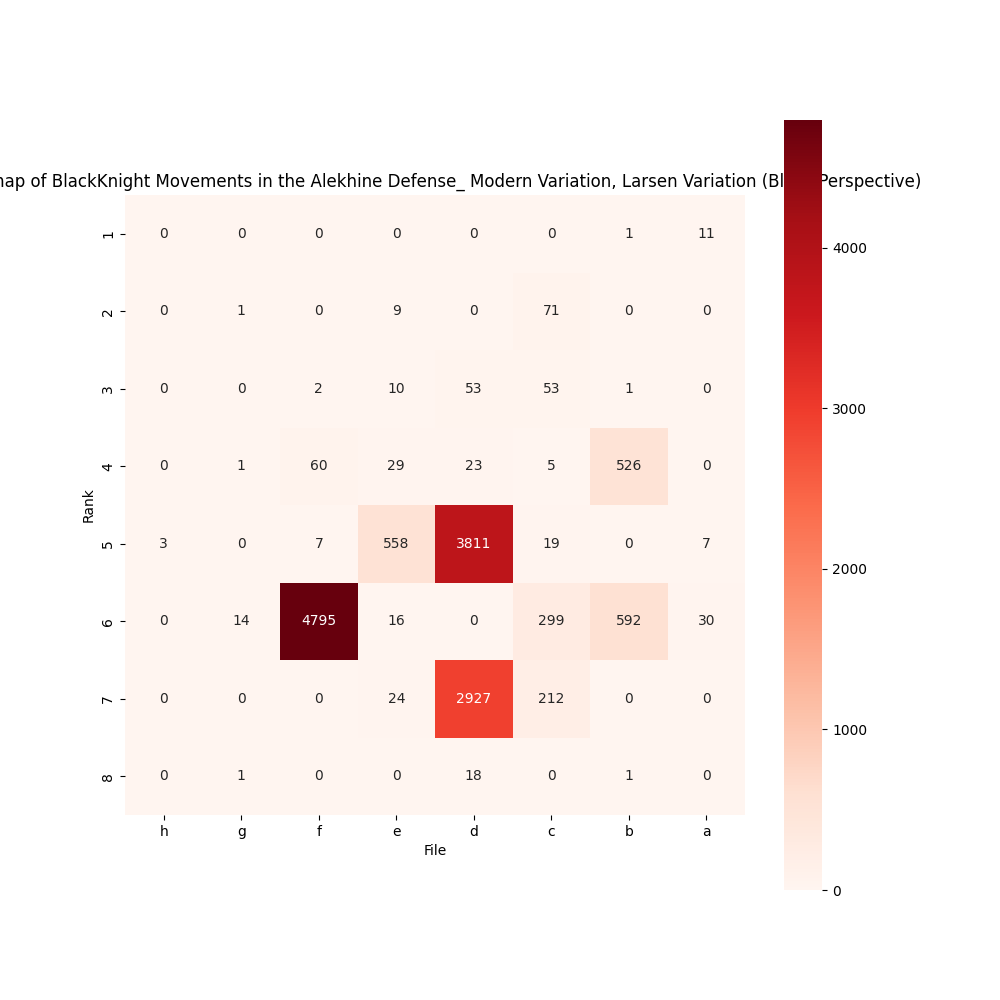 map of BlackKnight Movements in the Alekhine Defense_ Modern Variation, Larsen Variation (Bl Perspective)
1 0 0 0 0 0 0 1 11
2 0 1 0 9 0 71 0 0
3 0 0 2 10 53 53 1 0
4 0 1 60 29 23 5 526 0
5 3 0 7 558 3811 19 0 7
6 0 14 4795 16 0 299 592 30
7 0 0 0 24 2927 212 0 0
8 0 1 0 0 18 0 1 0
h g f e d c b a
File
Rank
4000
3000
2000
1000
0